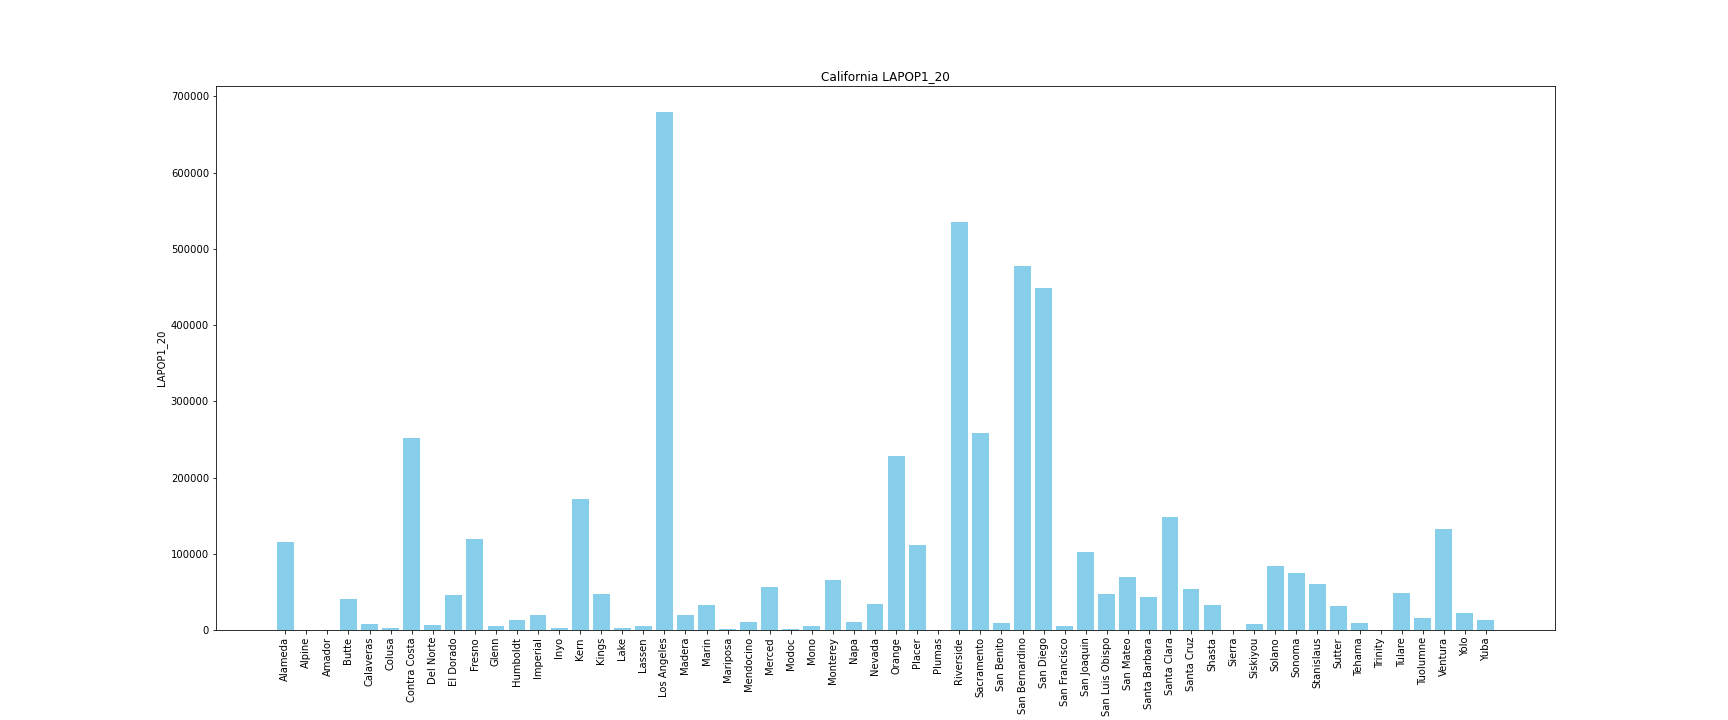 California LAPOP1_20
700000
600000
500000
400000
300000
200000
100000
0
LAPOP1_20
Alameda
Alpine
Amador
Butte
Calaveras
Colusa
Contra Costa
Del Norte
El Dorado
Fresno
Glenn
Humboldt
Imperial
Inyo
Kern
Kings
Lake
Lassen
Los Angeles
Madera
Marin
Mariposa
Mendocino
Merced
Modoc
Mono
Monterey
Napa
Nevada
Orange
Placer
Plumas
Riverside
Sacramento
San Benito
San Bernardino
San Diego
San Francisco
San Joaquin
San Luis Obispo
San Mateo
Santa Barbara
Santa Clara
Santa Cruz
Shasta
Sierra
Siskiyou
Solano
Sonoma
Stanislaus
Sutter
Tehama
Trinity
Tulare
Tuolumne
Ventura
Yolo
Yuba